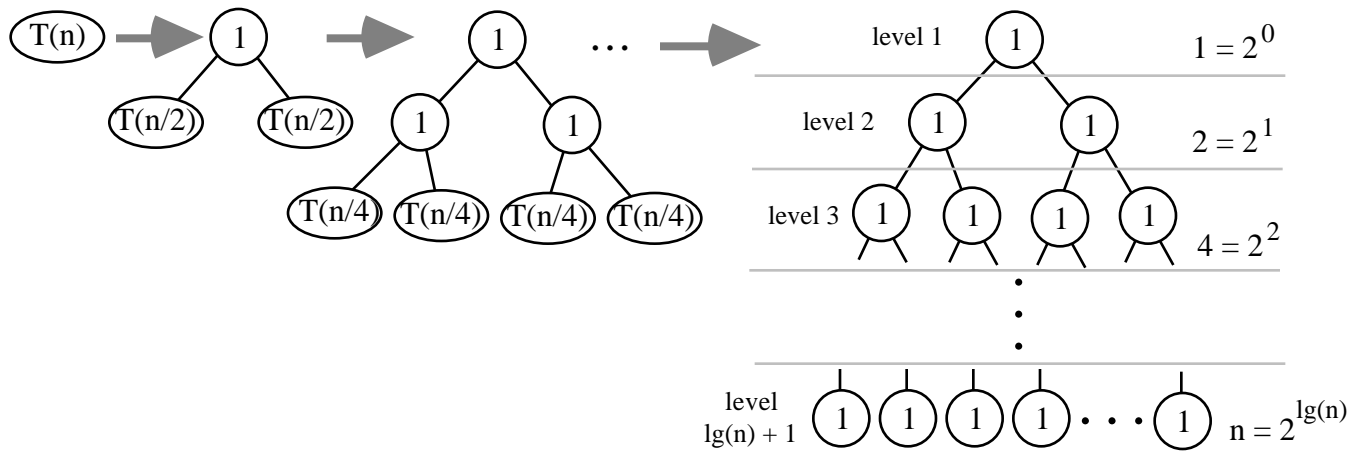 T(n) 1 1 ... level 1 1 1 = 2^0
T(n/2) T(n/2) 1 1 level 2 1 1 2 = 2^1
T(n/4) T(n/4) T(n/4) T(n/4) level 3 1 1 1 1 4 = 2^2
level
lg(n) + 1 1 1 1 1 · · · 1 n = 2^lg(n)